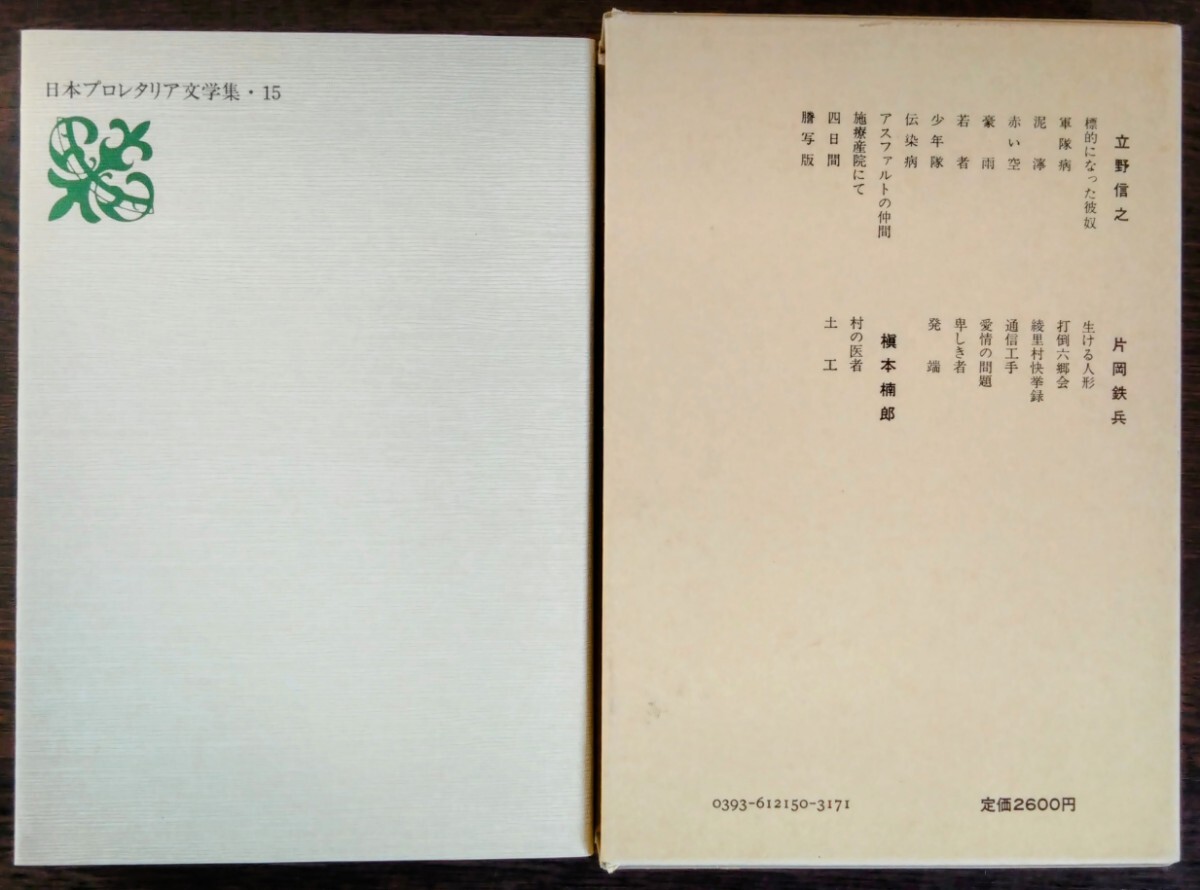 日本プロレタリア文学集・15
立野信之
標的になった彼奴
軍隊病
泥濘
赤い空
豪雨
若者
少年隊
伝染病
アスファルトの仲間
施療産院にて
四日間
謄写版
片岡鉄兵
生ける人形
打倒六郷会
綾里村快挙録
通信工手
愛情の問題
卑しき者
発端
槇本楠郎
村の医者
土工
0393-612150-3171
定価2600円